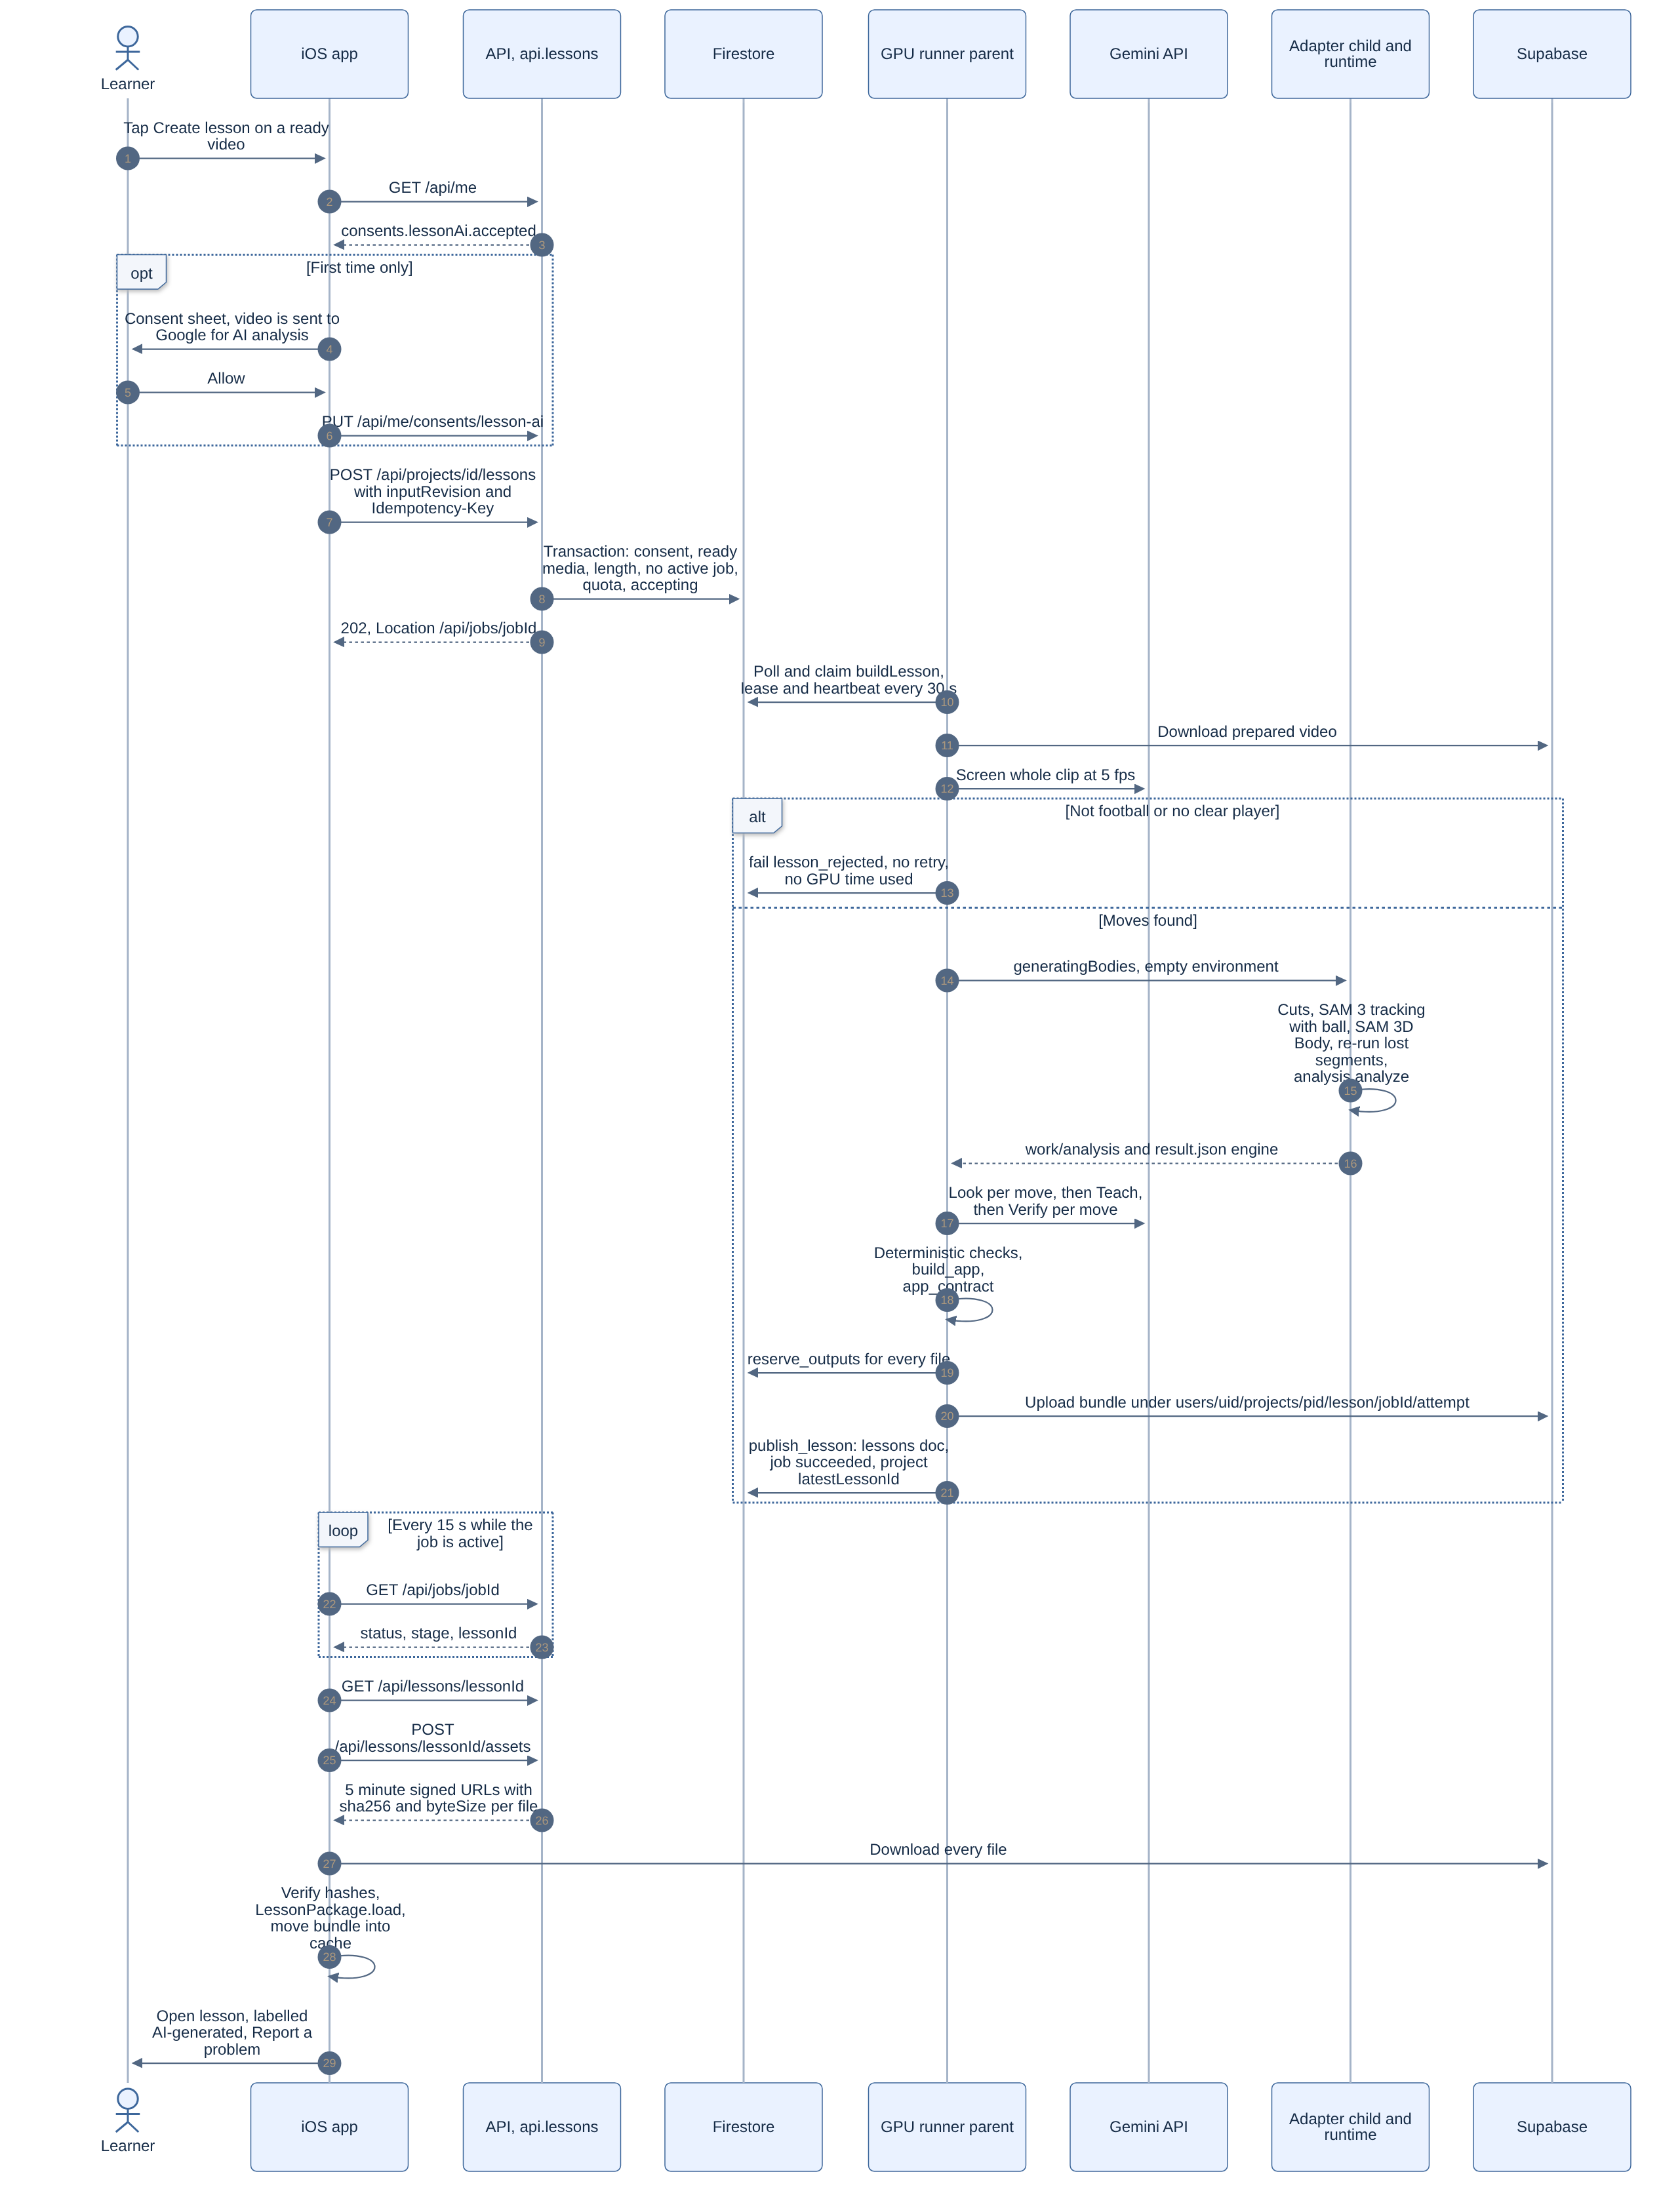 Learner
iOS app
API, api.lessons
Firestore
GPU runner parent
Gemini API
Adapter child and
runtime
Supabase
Tap Create lesson on a ready
video
1
GET /api/me
2
consents.lessonAi.accepted
3
opt
[First time only]
Consent sheet, video is sent to
Google for AI analysis
4
Allow
5
PUT /api/me/consents/lesson-ai
6
POST /api/projects/id/lessons
with inputRevision and
Idempotency-Key
7
Transaction: consent, ready
media, length, no active job,
quota, accepting
8
202, Location /api/jobs/jobId
9
Poll and claim buildLesson,
lease and heartbeat every 30 s
10
Download prepared video
11
Screen whole clip at 5 fps
12
alt
[Not football or no clear player]
fail lesson_rejected, no retry,
no GPU time used
13
[Moves found]
generatingBodies, empty environment
14
Cuts, SAM 3 tracking
with ball, SAM 3D
Body, re-run lost
segments,
analysis.analyze
15
work/analysis and result.json engine
16
Look per move, then Teach,
then Verify per move
17
Deterministic checks,
build_app,
app_contract
18
reserve_outputs for every file
19
Upload bundle under users/uid/projects/pid/lesson/jobId/attempt
20
publish_lesson: lessons doc,
job succeeded, project
latestLessonId
21
loop
[Every 15 s while the
job is active]
GET /api/jobs/jobId
22
status, stage, lessonId
23
GET /api/lessons/lessonId
24
POST
/api/lessons/lessonId/assets
25
5 minute signed URLs with
sha256 and byteSize per file
26
Download every file
27
Verify hashes,
LessonPackage.load,
move bundle into
cache
28
Open lesson, labelled
AI-generated, Report a
problem
29
Learner
iOS app
API, api.lessons
Firestore
GPU runner parent
Gemini API
Adapter child and
runtime
Supabase